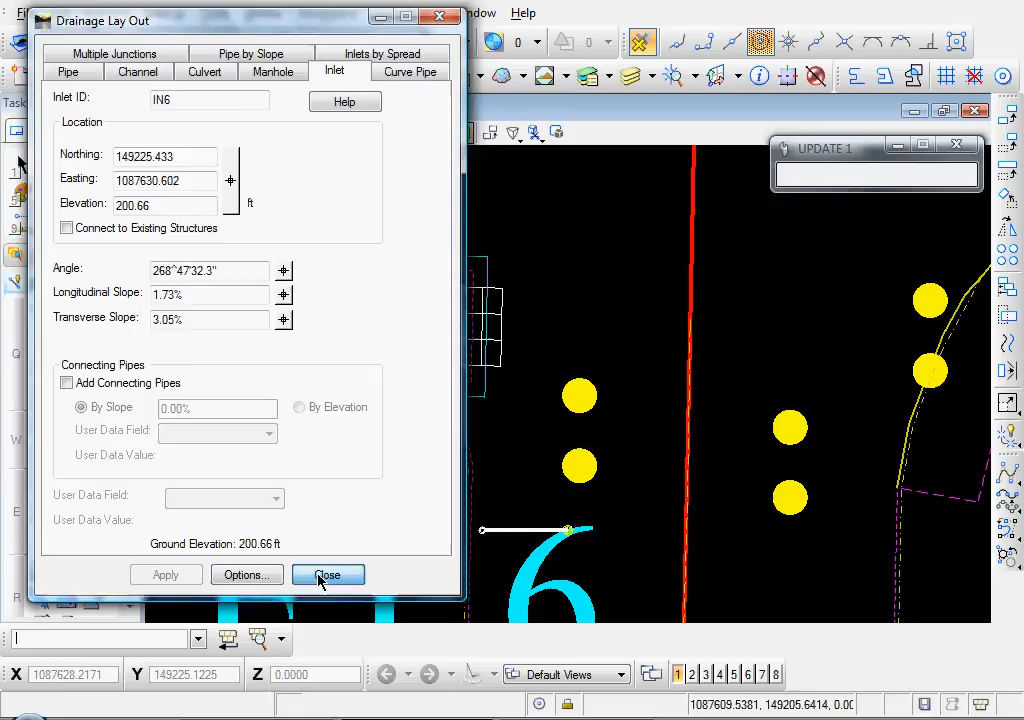 Drainage Lay Out
Help
0
0
Multiple Junctions
Pipe by Slope
Inlets by Spread
Pipe
Channel
Culvert
Manhole
Inlet
Curve Pipe
Inlet ID:
IN6
Help
Location
Northing:
149225.433
Easting:
1087630.602
Elevation:
200.66
ft
Connect to Existing Structures
Angle:
268^47'32.3"
Longitudinal Slope:
1.73%
Transverse Slope:
3.05%
Connecting Pipes
Add Connecting Pipes
By Slope
0.00%
By Elevation
User Data Field:
User Data Value:
User Data Field:
User Data Value:
Ground Elevation: 200.66 ft
Apply
Options...
Close
UPDATE 1
6
X 1087628.2171
Y 149225.1225
Z 0.0000
Default Views
1 2 3 4 5 6 7 8
1087609.5381, 149205.6414, 0.00